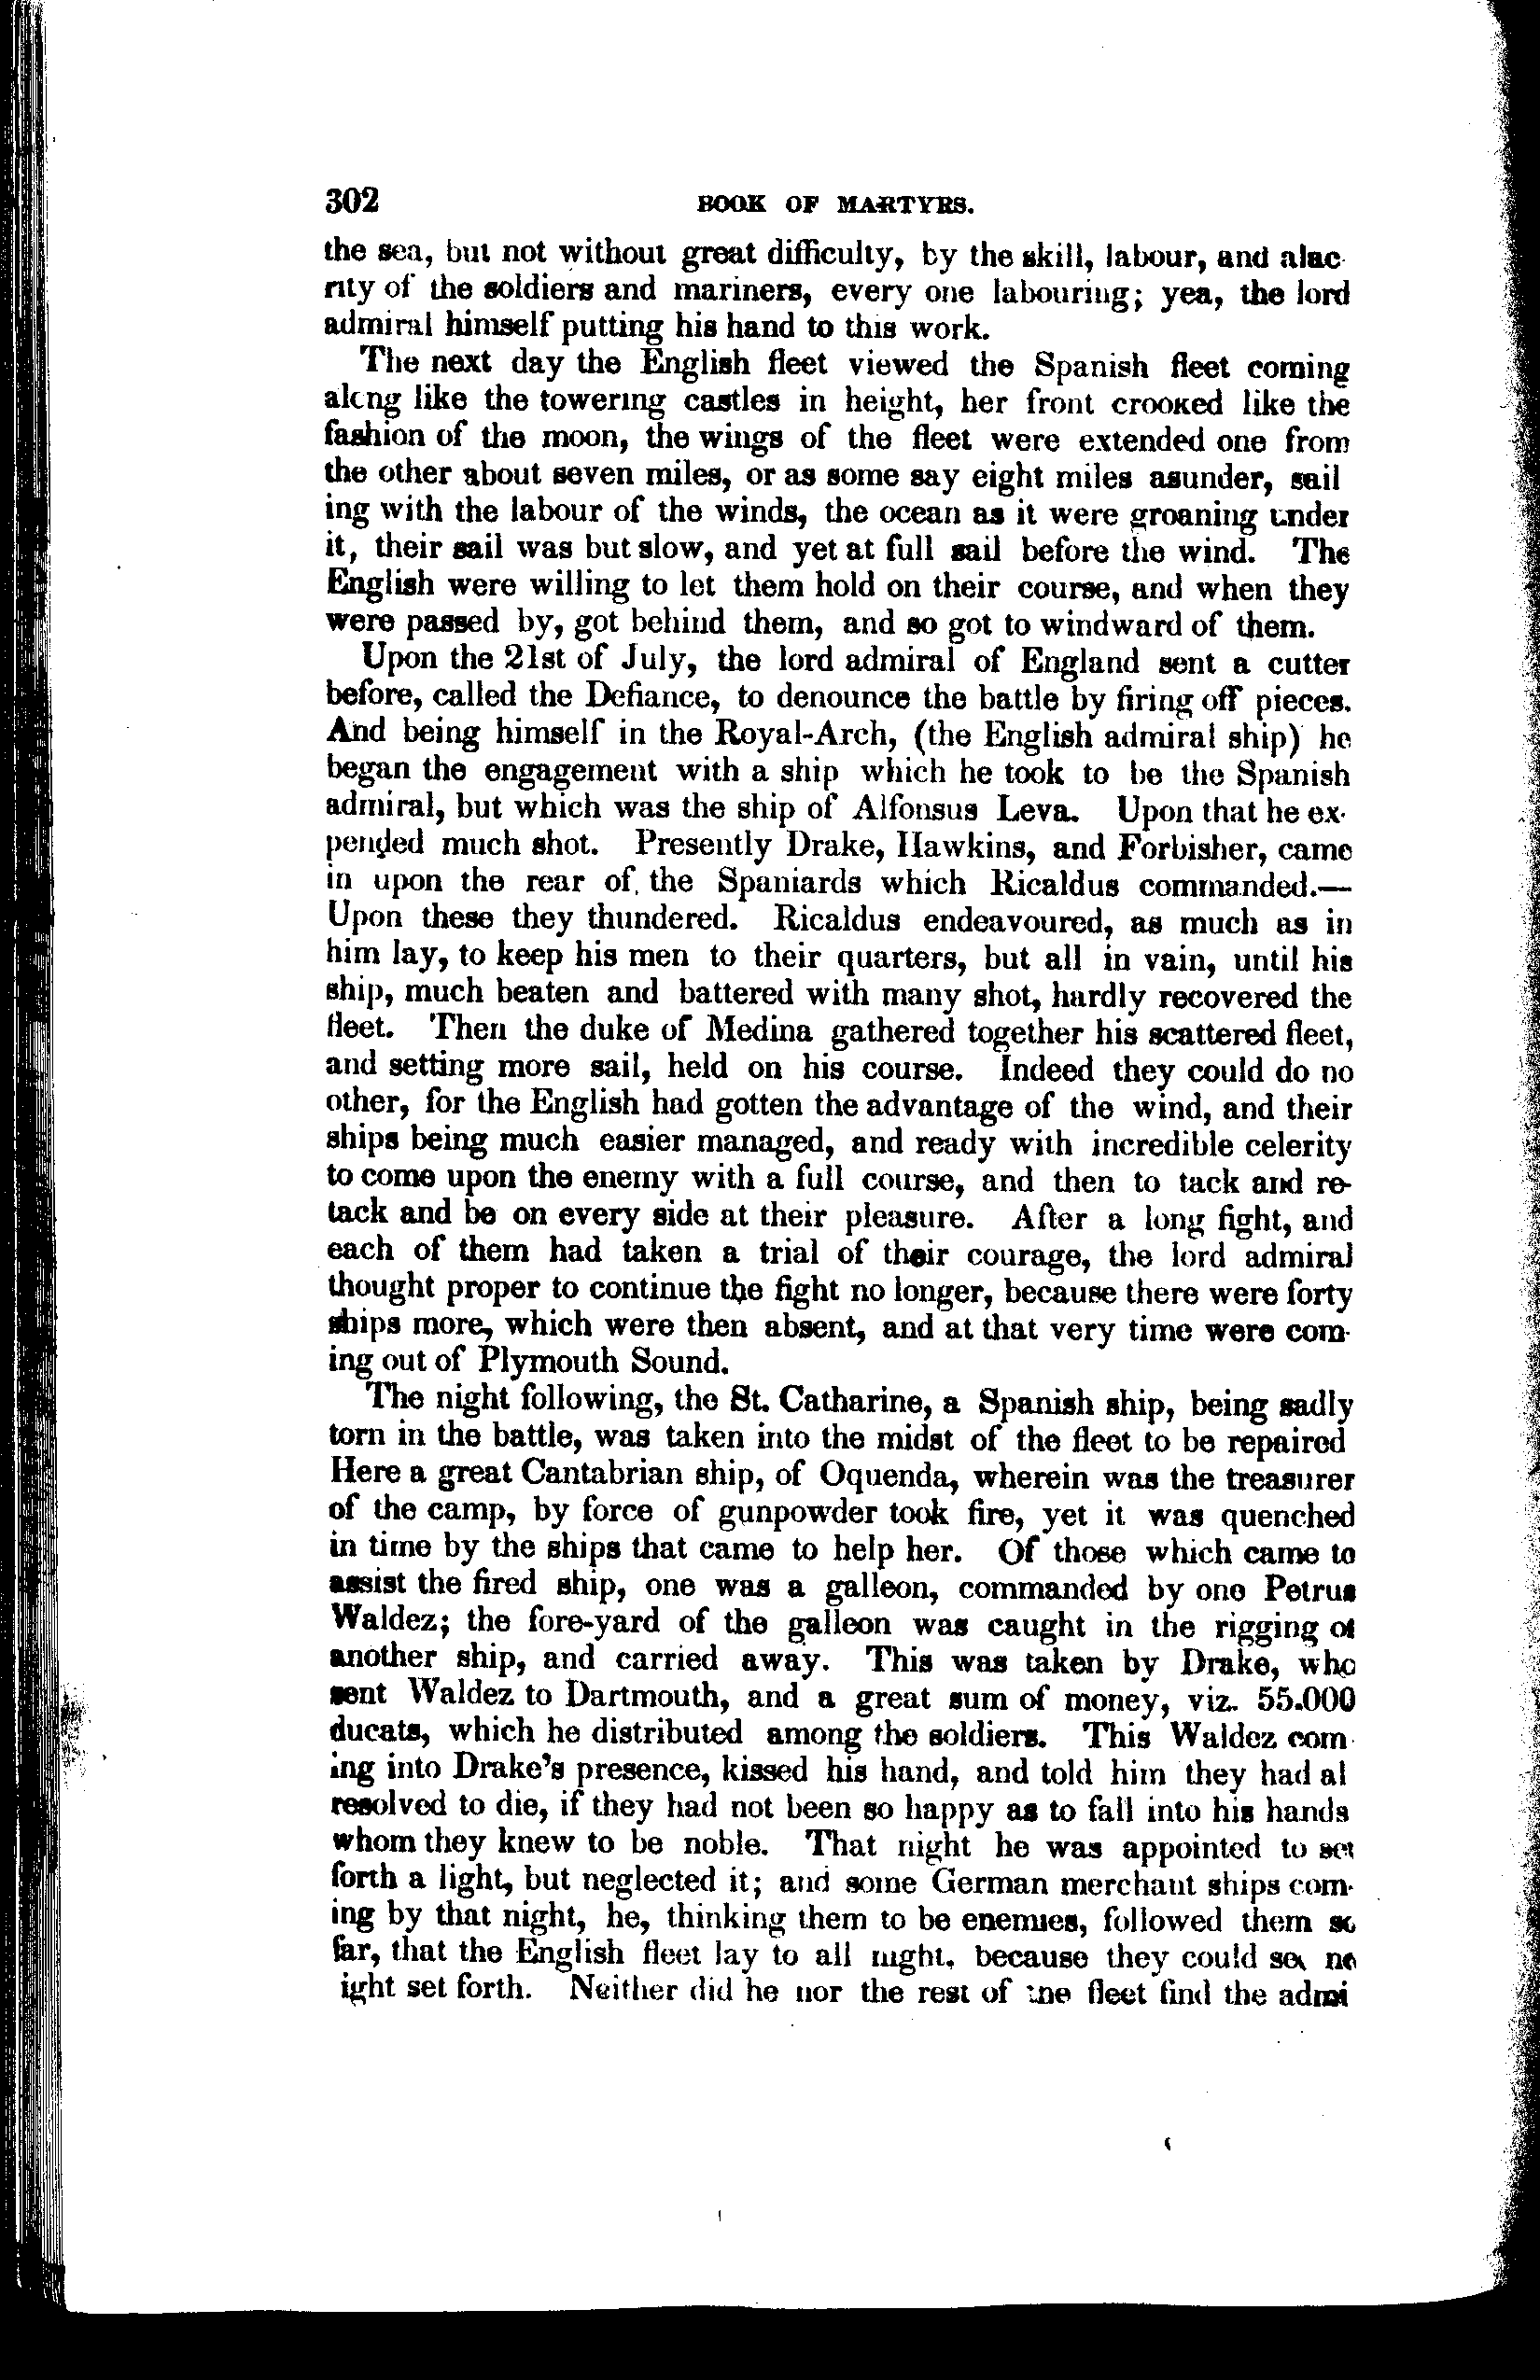 302 BOOK OF MARTYRS.
the sea, but not without great difficulty, by the skill, labour, and alac-
rity of the soldiers and mariners, every one labouring; yea, the lord
admiral himself putting his hand to this work.
The next day the English fleet viewed the Spanish fleet coming
along like the towering castles in height, her front crooked like the
fashion of the moon, the wings of the fleet were extended one from
the other about seven miles, or as some say eight miles asunder, sail
ing with the labour of the winds, the ocean as it were groaning under
it, their sail was but slow, and yet at full sail before the wind. The
English were willing to let them hold on their course, and when they
were passed by, got behind them, and so got to windward of them.
Upon the 21st of July, the lord admiral of England sent a cutter
before, called the Defiance, to denounce the battle by firing off pieces.
And being himself in the Royal-Arch, (the English admiral ship) he
began the engagement with a ship which he took to be the Spanish
admiral, but which was the ship of Alfonsus Leva. Upon that he ex-
pended much shot. Presently Drake, Hawkins, and Forbisher, came
in upon the rear of the Spaniards which Ricaldus commanded.—
Upon these they thundered. Ricaldus endeavoured, as much as in
him lay, to keep his men to their quarters, but all in vain, until his
ship, much beaten and battered with many shot, hardly recovered the
fleet. Then the duke of Medina gathered together his scattered fleet,
and setting more sail, held on his course. Indeed they could do no
other, for the English had gotten the advantage of the wind, and their
ships being much easier managed, and ready with incredible celerity
to come upon the enemy with a full course, and then to tack and re-
tack and be on every side at their pleasure. After a long fight, and
each of them had taken a trial of their courage, the lord admiral
thought proper to continue the fight no longer, because there were forty
ships more, which were then absent, and at that very time were com-
ing out of Plymouth Sound.
The night following, the St. Catharine, a Spanish ship, being sadly
torn in the battle, was taken into the midst of the fleet to be repaired
Here a great Cantabrian ship, of Oquenda, wherein was the treasurer
of the camp, by force of gunpowder took fire, yet it was quenched
in time by the ships that came to help her. Of those which came to
assist the fired ship, one was a galleon, commanded by one Petrus
Waldez; the fore-yard of the galleon was caught in the rigging of
another ship, and carried away. This was taken by Drake, who
sent Waldez to Dartmouth, and a great sum of money, viz. 55.000
ducats, which he distributed among the soldiers. This Waldez com-
ing into Drake's presence, kissed his hand, and told him they had al
resolved to die, if they had not been so happy as to fall into his hands
whom they knew to be noble. That night he was appointed to set
forth a light, but neglected it; and some German merchant ships com-
ing by that night, he, thinking them to be enemies, followed them so
far, that the English fleet lay to all night, because they could see no
ight set forth. Neither did he nor the rest of the fleet find the admi